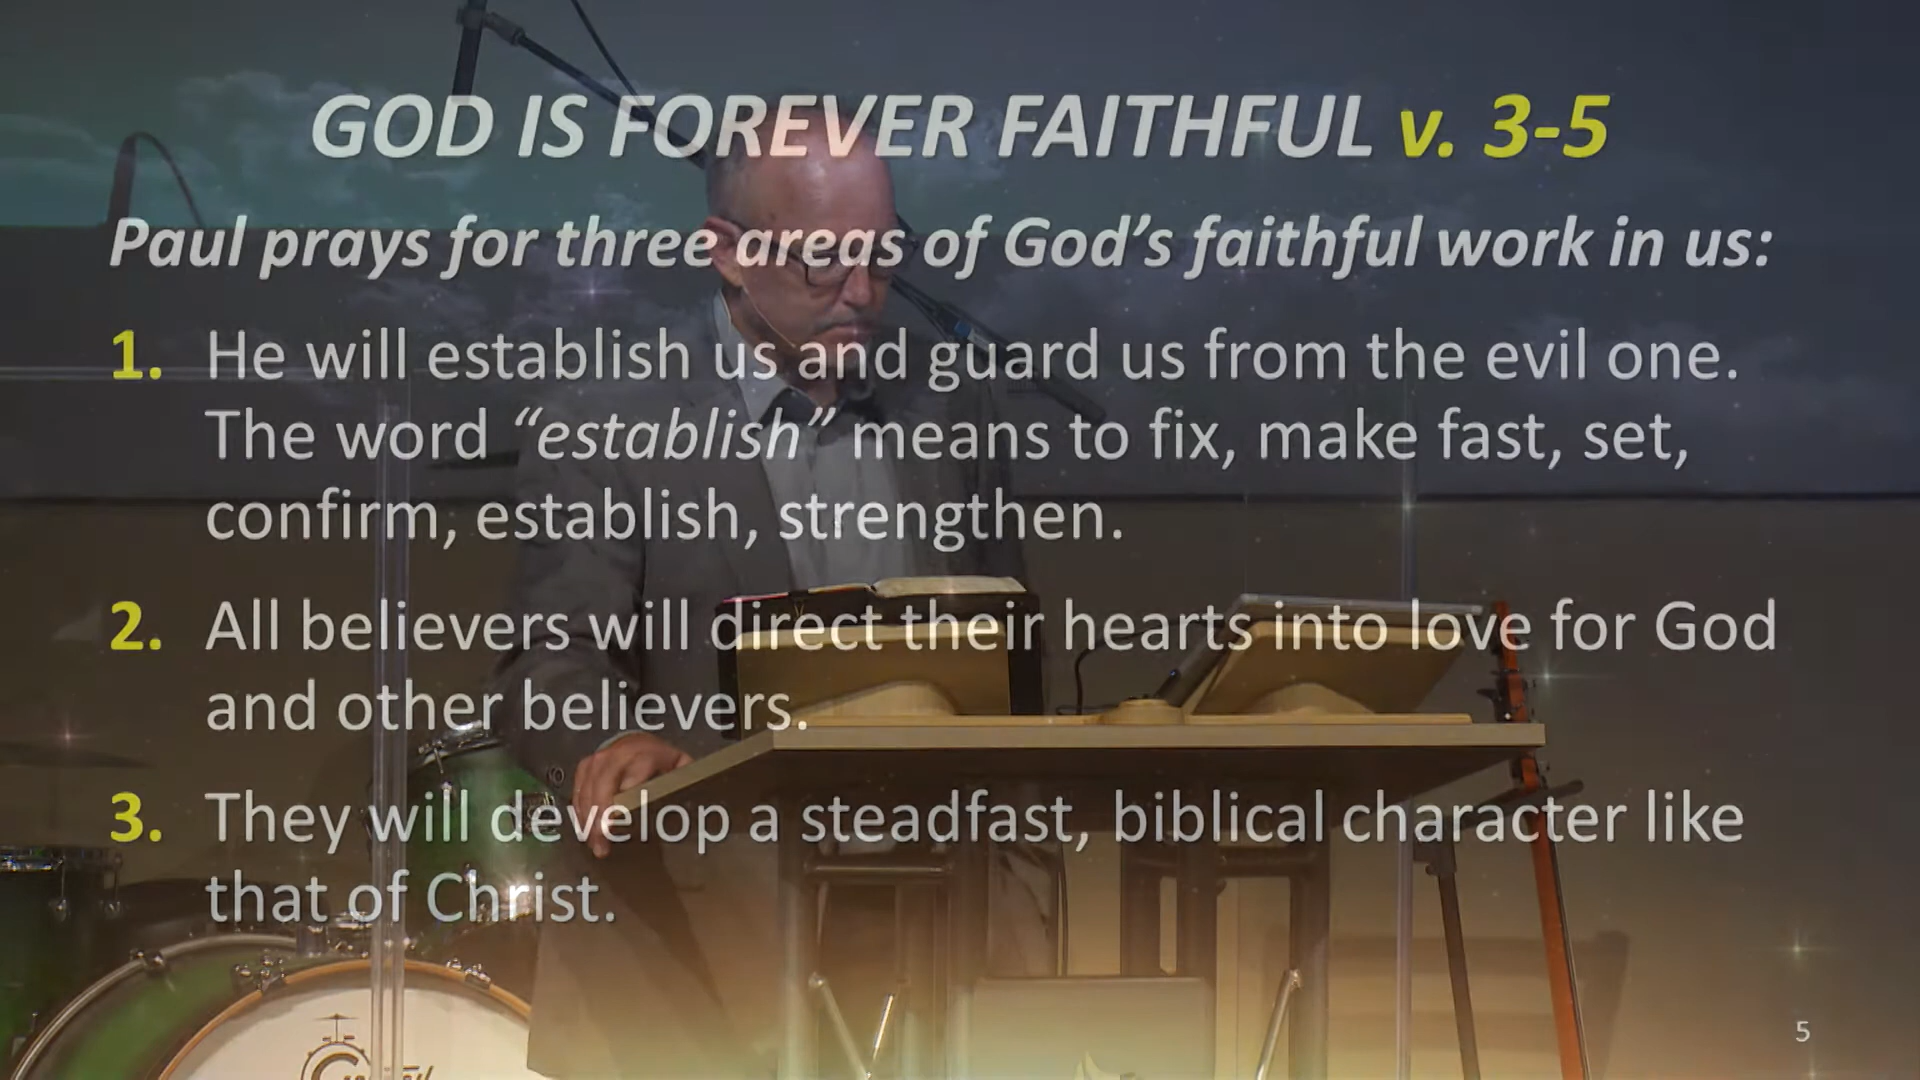 GOD IS FOREVER FAITHFUL v. 3-5
Paul prays for three areas of God’s faithful work in us:
1. He will establish us and guard us from the evil one.
The word “establish” means to fix, make fast, set,
confirm, establish, strengthen.
2. All believers will direct their hearts into love for God
and other believers.
3. They will develop a steadfast, biblical character like
that of Christ.
5